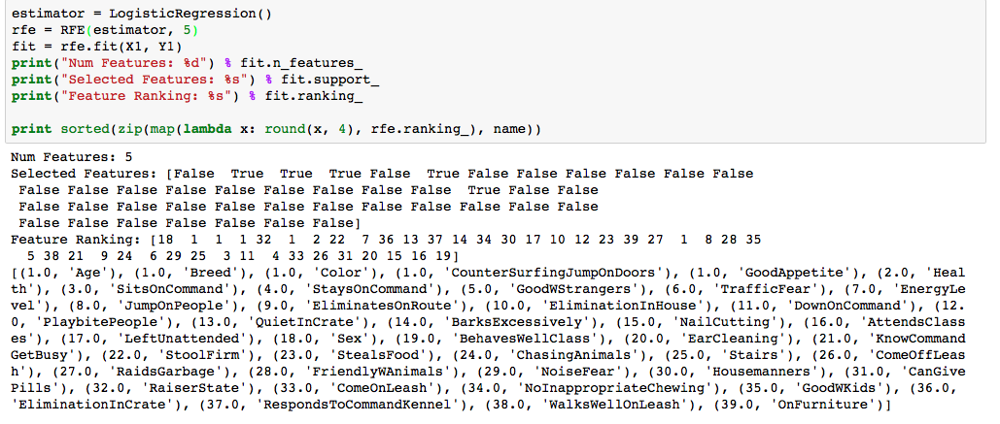 estimator = LogisticRegression()
rfe = RFE(estimator, 5)
fit = rfe.fit(X1, Y1)
print("Num Features: %d") % fit.n_features_
print("Selected Features: %s") % fit.support_
print("Feature Ranking: %s") % fit.ranking_
print sorted(zip(map(lambda x: round(x, 4), rfe.ranking_), name))
Num Features: 5
Selected Features: [False  True  True  True False  True False False False False False False
 False False False False False False False False False  True False False
 False False False False False False False False False False False False
 False False False False False False False]
Feature Ranking: [18  1  1  1 32  1  2 22  7 36 13 37 14 34 30 17 10 12 23 39 27  1  8 28 35
  5 38 21  9 24  6 29 25  3 11  4 33 26 31 20 15 16 19]
[(1.0, 'Age'), (1.0, 'Breed'), (1.0, 'Color'), (1.0, 'CounterSurfingJumpOnDoors'), (1.0, 'GoodAppetite'), (2.0, 'Heal
th'), (3.0, 'SitsOnCommand'), (4.0, 'StaysOnCommand'), (5.0, 'GoodWStrangers'), (6.0, 'TrafficFear'), (7.0, 'EnergyLe
vel'), (8.0, 'JumpOnPeople'), (9.0, 'EliminatesOnRoute'), (10.0, 'EliminationInHouse'), (11.0, 'DownOnCommand'), (12.
0, 'PlaybitePeople'), (13.0, 'QuietInCrate'), (14.0, 'BarksExcessively'), (15.0, 'NailCutting'), (16.0, 'AttendsClass
es'), (17.0, 'LeftUnattended'), (18.0, 'Sex'), (19.0, 'BehavesWellClass'), (20.0, 'EarCleaning'), (21.0, 'KnowCommand
GetBusy'), (22.0, 'StoolFirm'), (23.0, 'StealsFood'), (24.0, 'ChasingAnimals'), (25.0, 'Stairs'), (26.0, 'ComeOffLeas
h'), (27.0, 'RaidsGarbage'), (28.0, 'FriendlyWAnimals'), (29.0, 'NoiseFear'), (30.0, 'Housemanners'), (31.0, 'CanGive
Pills'), (32.0, 'RaiserState'), (33.0, 'ComeOnLeash'), (34.0, 'NoInappropriateChewing'), (35.0, 'GoodWKids'), (36.0,
'EliminationInCrate'), (37.0, 'RespondsToCommandKennel'), (38.0, 'WalksWellOnLeash'), (39.0, 'OnFurniture')]